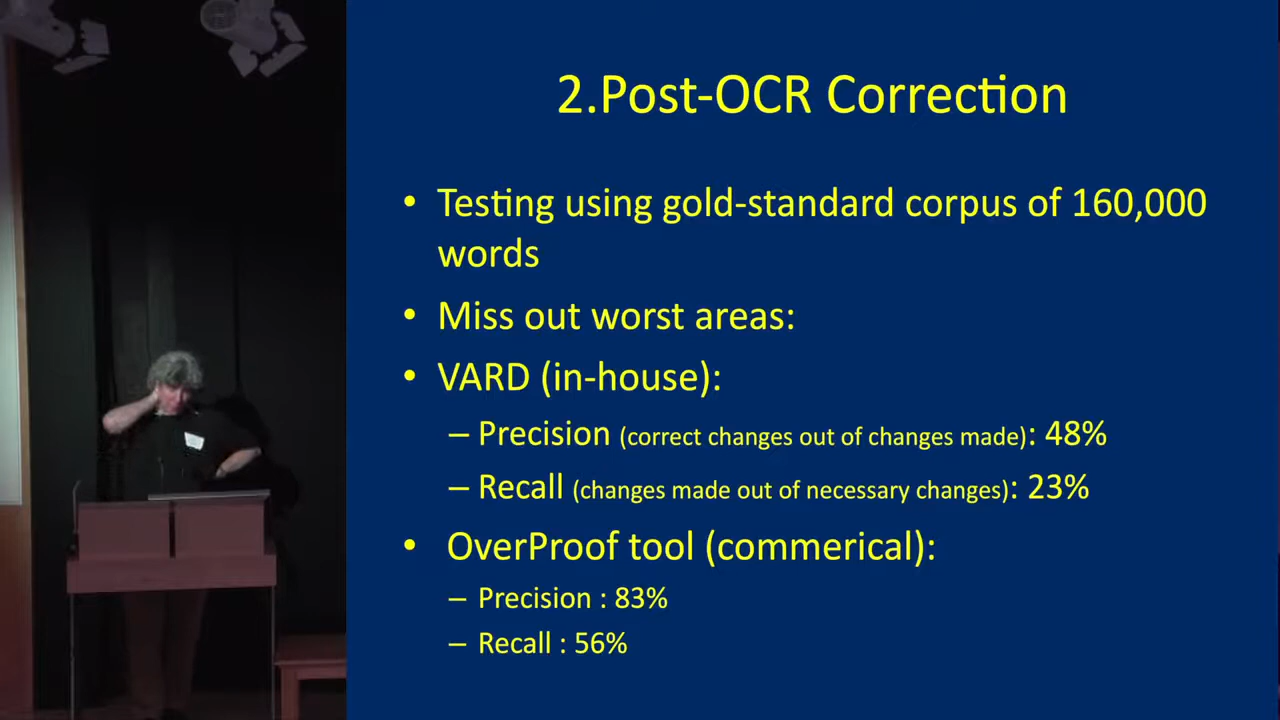 2.Post-OCR Correction
• Testing using gold-standard corpus of 160,000
words
• Miss out worst areas:
• VARD (in-house):
– Precision (correct changes out of changes made): 48%
– Recall (changes made out of necessary changes): 23%
• OverProof tool (commerical):
– Precision : 83%
– Recall : 56%